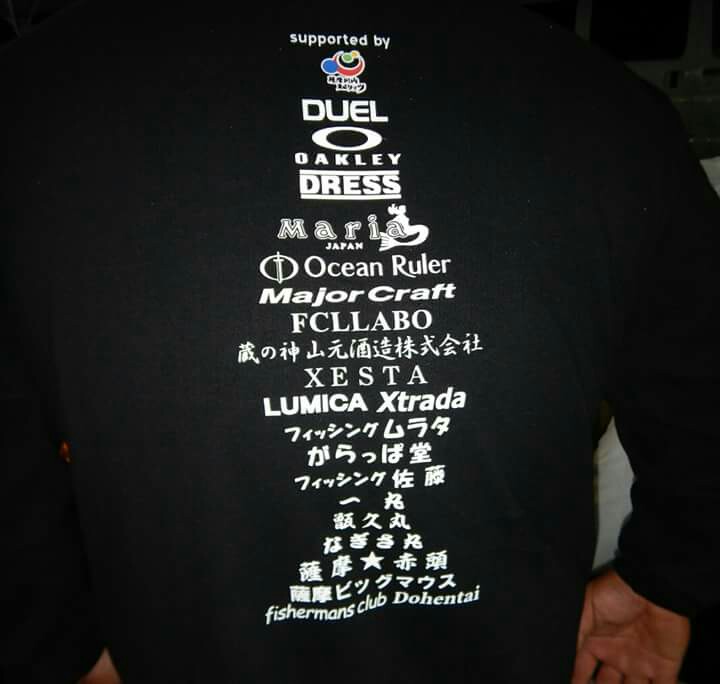 supported by
DUEL
OAKLEY
DRESS
Maria
JAPAN
Ocean Ruler
Major Craft
FCLLABO
蔵の神 山元酒造株式会社
XESTA
LUMICA Xtrada
フィッシング ムラタ
がらっぱ堂
フィッシング 佐藤
一 丸
甑久丸
なぎさ丸
薩摩★赤頭
薩摩ビッグマウス
fishermans club Dohentai